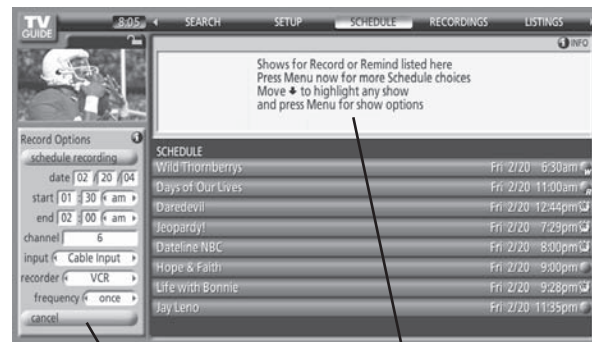 TV GUIDE
8:05
SEARCH SETUP SCHEDULE RECORDINGS LISTINGS
INFO
Shows for Record or Remind listed here
Press Menu now for more Schedule choices
Move to highlight any show
and press Menu for show options
Record Options
schedule recording
date 02 / 20 / 04
start 01 : 30 am
end 02 : 00 am
channel 6
input Cable Input
recorder VCR
frequency once
cancel
SCHEDULE
Wild Thornberrys Fri 2/20 6:30am W
Days of Our Lives Fri 2/20 11:00am R
Daredevil Fri 2/20 12:44pm
Jeopardy! Fri 2/20 7:29pm
Dateline NBC Fri 2/20 8:00pm
Hope & Faith Fri 2/20 9:00pm
Life with Bonnie Fri 2/20 9:28pm
Jay Leno Fri 2/20 11:35pm